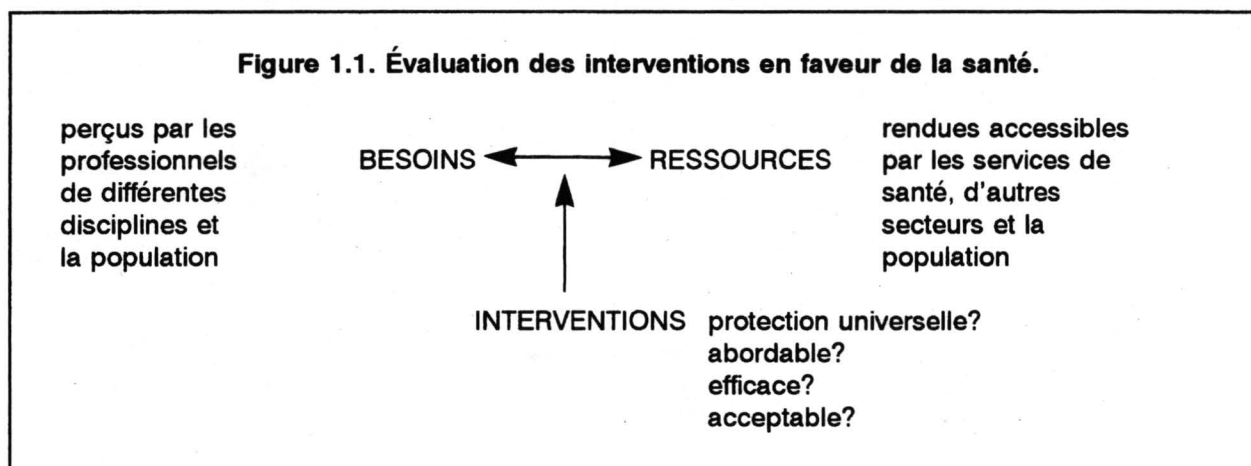 Figure 1.1. Évaluation des interventions en faveur de la santé.
perçus par les
professionnels
de différentes
disciplines et
la population
BESOINS
RESSOURCES
rendues accessibles
par les services de
santé, d'autres
secteurs et la
population
INTERVENTIONS
protection universelle?
abordable?
efficace?
acceptable?